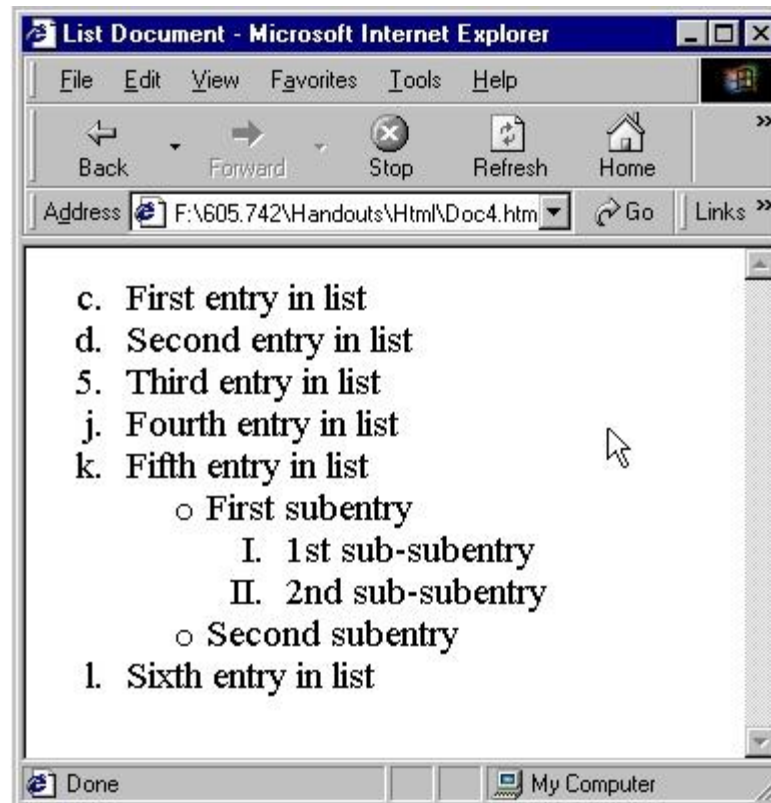 List Document - Microsoft Internet Explorer
File Edit View Favorites Tools Help
Back Forward Stop Refresh Home »
Address F:\605.742\Handouts\Html\Doc4.htm Go Links »
c. First entry in list
d. Second entry in list
5. Third entry in list
j. Fourth entry in list
k. Fifth entry in list
o First subentry
I. 1st sub-subentry
II. 2nd sub-subentry
o Second subentry
l. Sixth entry in list
Done My Computer